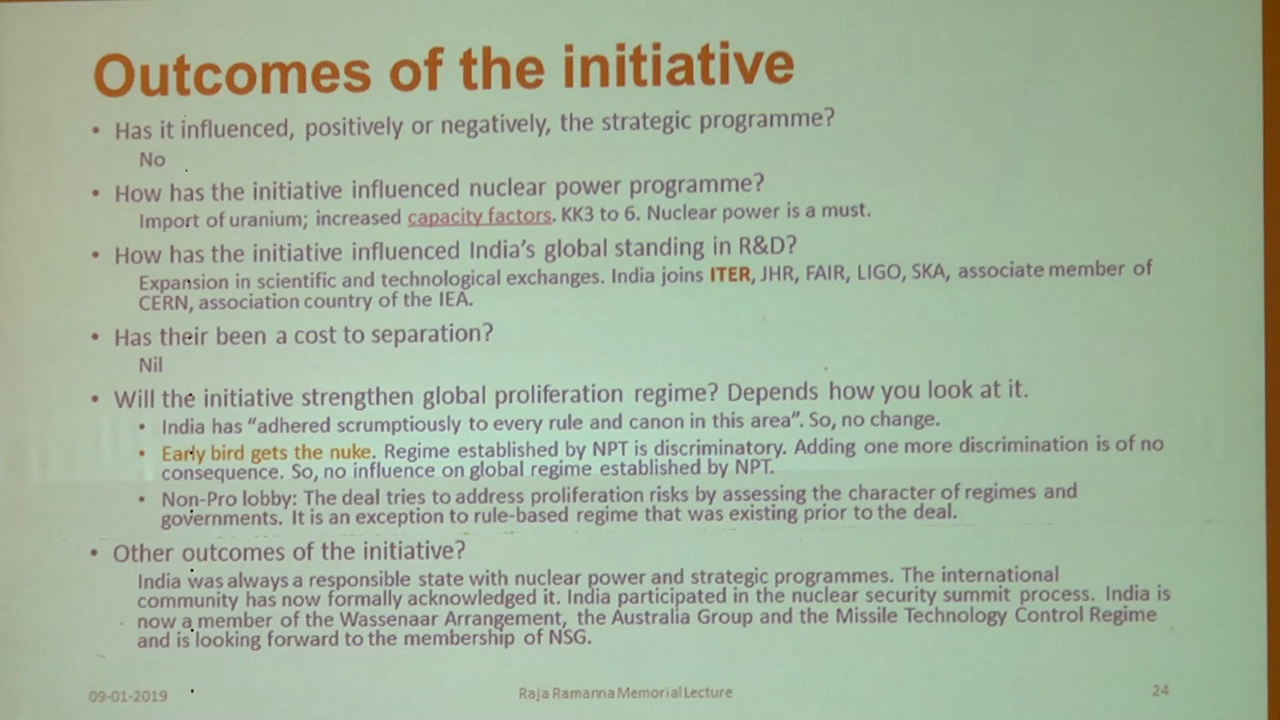 Outcomes of the initiative
• Has it influenced, positively or negatively, the strategic programme?
No
• How has the initiative influenced nuclear power programme?
Import of uranium; increased capacity factors. KK3 to 6. Nuclear power is a must.
• How has the initiative influenced India's global standing in R&D?
Expansion in scientific and technological exchanges. India joins ITER, JHR, FAIR, LIGO, SKA, associate member of
CERN, association country of the IEA.
• Has their been a cost to separation?
Nil
• Will the initiative strengthen global proliferation regime? Depends how you look at it.
• India has "adhered scrumptiously to every rule and canon in this area". So, no change.
• Early bird gets the nuke. Regime established by NPT is discriminatory. Adding one more discrimination is of no
consequence. So, no influence on global regime established by NPT.
• Non-Pro lobby: The deal tries to address proliferation risks by assessing the character of regimes and
governments. It is an exception to rule-based regime that was existing prior to the deal.
• Other outcomes of the initiative?
India was always a responsible state with nuclear power and strategic programmes. The international
community has now formally acknowledged it. India participated in the nuclear security summit process. India is
now a member of the Wassenaar Arrangement, the Australia Group and the Missile Technology Control Regime
and is looking forward to the membership of NSG.
09-01-2019
Raja Ramanna Memorial Lecture
24